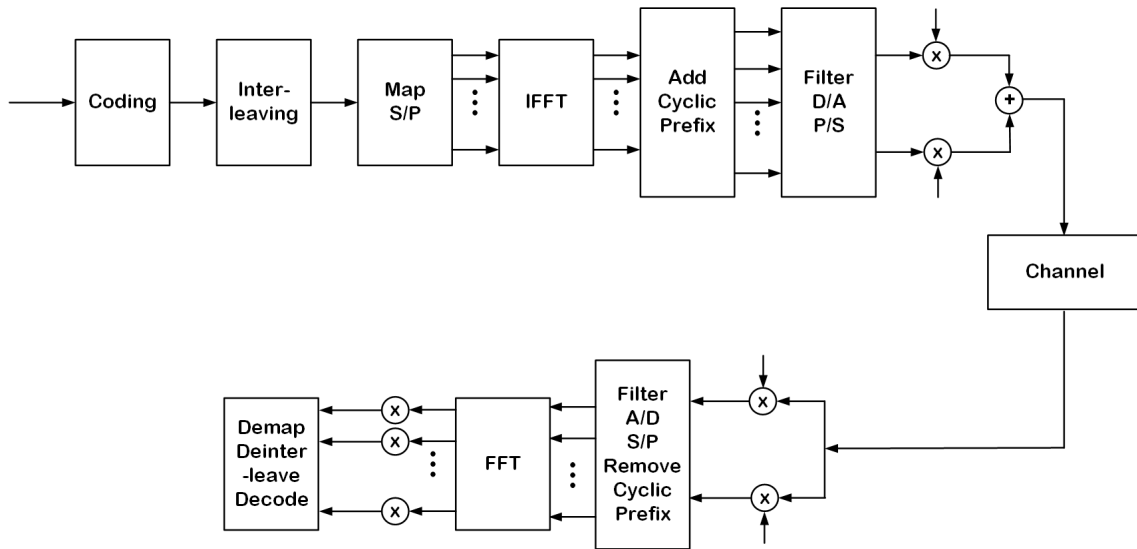 Coding
Inter-
leaving
Map
S/P
IFFT
Add
Cyclic
Prefix
Filter
D/A
P/S
x
x
+
Channel
Filter
A/D
S/P
Remove
Cyclic
Prefix
x
x
FFT
x
x
x
Demap
Deinter
-leave
Decode